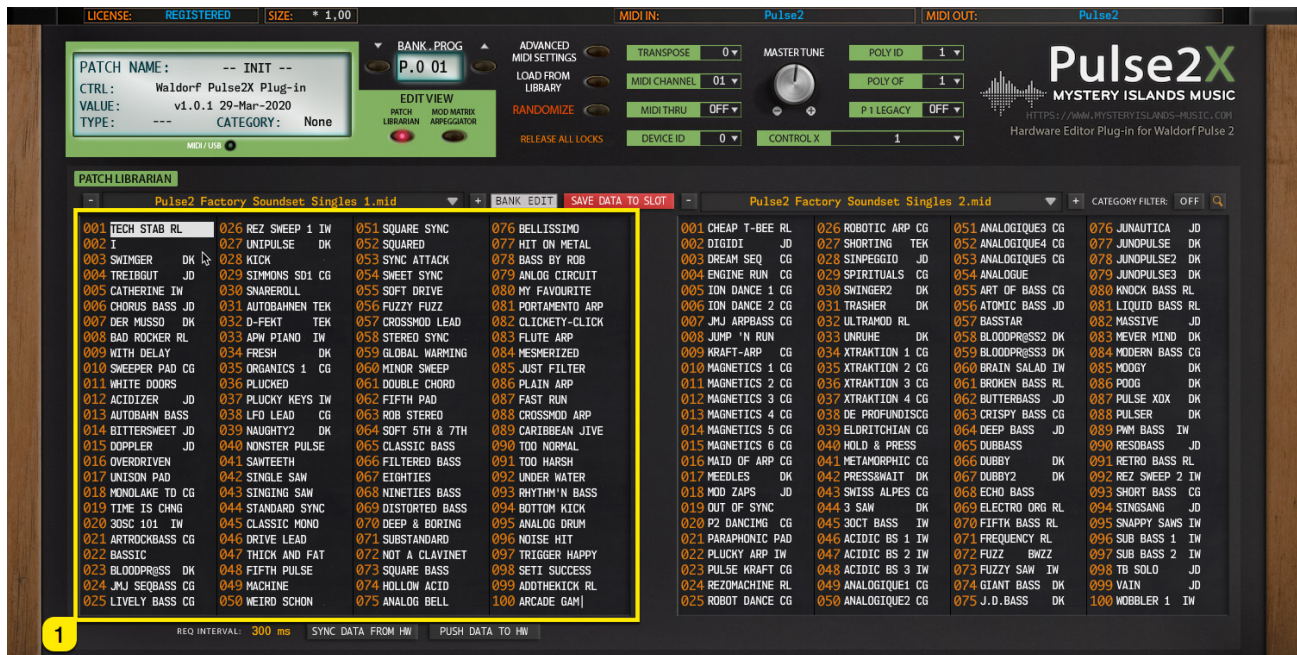 LICENSE: REGISTERED SIZE: * 1,00 MIDI IN: Pulse2 MIDI OUT: Pulse2
PATCH NAME: -- INIT --
CTRL: Waldorf Pulse2X Plug-in
VALUE: v1.0.1 29-Mar-2020
TYPE: --- CATEGORY: None
MIDI / USB
BANK . PROG
P.0 01
EDIT VIEW
PATCH LIBRARIAN
MOD MATRIX ARPEGGIATOR
ADVANCED MIDI SETTINGS
LOAD FROM LIBRARY
RANDOMIZE
RELEASE ALL LOCKS
TRANSPOSE 0
MIDI CHANNEL 01
MIDI THRU OFF
DEVICE ID 0
MASTER TUNE
CONTROL X 1
POLY ID 1
POLY OF 1
P 1 LEGACY OFF
Pulse2X
MYSTERY ISLANDS MUSIC
HTTPS://WWW.MYSTERYISLANDS-MUSIC.COM
Hardware Editor Plug-in for Waldorf Pulse 2
PATCH LIBRARIAN
- Pulse2 Factory Soundset Singles 1.mid + BANK EDIT SAVE DATA TO SLOT - Pulse2 Factory Soundset Singles 2.mid + CATEGORY FILTER: OFF
001 TECH STAB RL
002 I
003 SWIMGER DK
004 TREIBGUT JD
005 CATHERINE IW
006 CHORUS BASS JD
007 DER MUSSO DK
008 BAD ROCKER RL
009 WITH DELAY
010 SWEEPER PAD CG
011 WHITE DOORS
012 ACIDIZER JD
013 AUTOBAHN BASS
014 BITTERSWEET JD
015 DOPPLER JD
016 OVERDRIVEN
017 UNISON PAD
018 MONOLAKE TD CG
019 TIME IS CHNG
020 3OSC 101 IW
021 ARTROCKBASS CG
022 BASSIC
023 BLOODPR@SS DK
024 JMJ SEQBASS CG
025 LIVELY BASS CG
026 REZ SWEEP 1 IW
027 UNIPULSE DK
028 KICK
029 SIMMONS SD1 CG
030 SNAREROLL
031 AUTOBAHNEN TEK
032 D-FEKT TEK
033 APW PIANO IW
034 FRESH DK
035 ORGANICS 1 CG
036 PLUCKED
037 PLUCKY KEYS IW
038 LFO LEAD CG
039 NAUGHTY2 DK
040 NONSTER PULSE
041 SAWTEETH
042 SINGLE SAW
043 SINGING SAW
044 STANDARD SYNC
045 CLASSIC MONO
046 DRIVE LEAD
047 THICK AND FAT
048 FIFTH PULSE
049 MACHINE
050 WEIRD SCHON
051 SQUARE SYNC
052 SQUARED
053 SYNC ATTACK
054 SWEET SYNC
055 SOFT DRIVE
056 FUZZY FUZZ
057 CROSSMOD LEAD
058 STEREO SYNC
059 GLOBAL WARMING
060 MINOR SWEEP
061 DOUBLE CHORD
062 FIFTH PAD
063 ROB STEREO
064 SOFT 5TH & 7TH
065 CLASSIC BASS
066 FILTERED BASS
067 EIGHTIES
068 NINETIES BASS
069 DISTORTED BASS
070 DEEP & BORING
071 SUBSTANDARD
072 NOT A CLAVINET
073 SQUARE BASS
074 HOLLOW ACID
075 ANALOG BELL
076 BELLISSIMO
077 HIT ON METAL
078 BASS BY ROB
079 ANLOG CIRCUIT
080 MY FAVOURITE
081 PORTAMENTO ARP
082 CLICKETY-CLICK
083 FLUTE ARP
084 MESMERIZED
085 JUST FILTER
086 PLAIN ARP
087 FAST RUN
088 CROSSMOD ARP
089 CARIBBEAN JIVE
090 TOO NORMAL
091 TOO HARSH
092 UNDER WATER
093 RHYTHM'N BASS
094 BOTTOM KICK
095 ANALOG DRUM
096 NOISE HIT
097 TRIGGER HAPPY
098 SETI SUCCESS
099 ADDTHEKICK RL
100 ARCADE GAM
001 CHEAP T-BEE RL
002 DIGIDI JD
003 DREAM SEQ CG
004 ENGINE RUN CG
005 ION DANCE 1 CG
006 ION DANCE 2 CG
007 JMJ ARPBASS CG
008 JUMP 'N RUN
009 KRAFT-ARP CG
010 MAGNETICS 1 CG
011 MAGNETICS 2 CG
012 MAGNETICS 3 CG
013 MAGNETICS 4 CG
014 MAGNETICS 5 CG
015 MAGNETICS 6 CG
016 MAID OF ARP CG
017 MEEDLES DK
018 MOD ZAPS JD
019 OUT OF SYNC
020 P2 DANCIMG CG
021 PARAPHONIC PAD
022 PLUCKY ARP IW
023 PUL5E KRAFT CG
024 REZOMACHINE RL
025 ROBOT DANCE CG
026 ROBOTIC ARP CG
027 SHORTING TEK
028 SINPEGGIO JD
029 SPIRITUALS CG
030 SWINGER2 DK
031 TRASHER DK
032 ULTRAMOD RL
033 UNRUHE DK
034 XTRAKTION 1 CG
035 XTRAKTION 2 CG
036 XTRAKTION 3 CG
037 XTRAKTION 4 CG
038 DE PROFUNDISCG
039 ELDRITCHIAN CG
040 HOLD & PRESS
041 METAMORPHIC CG
042 PRESS&WAIT DK
043 SWISS ALPES CG
044 3 SAW DK
045 3OCT BASS IW
046 ACIDIC BS 1 IW
047 ACIDIC BS 2 IW
048 ACIDIC BS 3 IW
049 ANALOGIQUE1 CG
050 ANALOGIQUE2 CG
051 ANALOGIQUE3 CG
052 ANALOGIQUE4 CG
053 ANALOGIQUE5 CG
054 ANALOGUE
055 ART OF BASS CG
056 ATOMIC BASS JD
057 BASSTAR
058 BLOODPR@SS2 DK
059 BLOODPR@SS3 DK
060 BRAIN SALAD IW
061 BROKEN BASS RL
062 BUTTERBASS JD
063 CRISPY BASS CG
064 DEEP BASS JD
065 DUBBASS
066 DUBBY DK
067 DUBBY2 DK
068 ECHO BASS
069 ELECTRO ORG RL
070 FIFTK BASS RL
071 FREQUENCY RL
072 FUZZ BWZZ
073 FUZZY SAW IW
074 GIANT BASS DK
075 J.D.BASS DK
076 JUNAUTICA JD
077 JUNOPULSE DK
078 JUNOPULSE2 DK
079 JUNOPULSE3 DK
080 KNOCK BASS RL
081 LIQUID BASS RL
082 MASSIVE JD
083 MEVER MIND DK
084 MODERN BASS CG
085 MOOGY DK
086 POOG DK
087 PULSE XOX DK
088 PULSER DK
089 PWM BASS IW
090 RESOBASS JD
091 RETRO BASS RL
092 REZ SWEEP 2 IW
093 SHORT BASS CG
094 SINGSANG JD
095 SNAPPY SAWS IW
096 SUB BASS 1 IW
097 SUB BASS 2 IW
098 TB SOLO JD
099 VAIN JD
100 WOBBLER 1 IW
1
REQ INTERVAL: 300 ms SYNC DATA FROM HW PUSH DATA TO HW